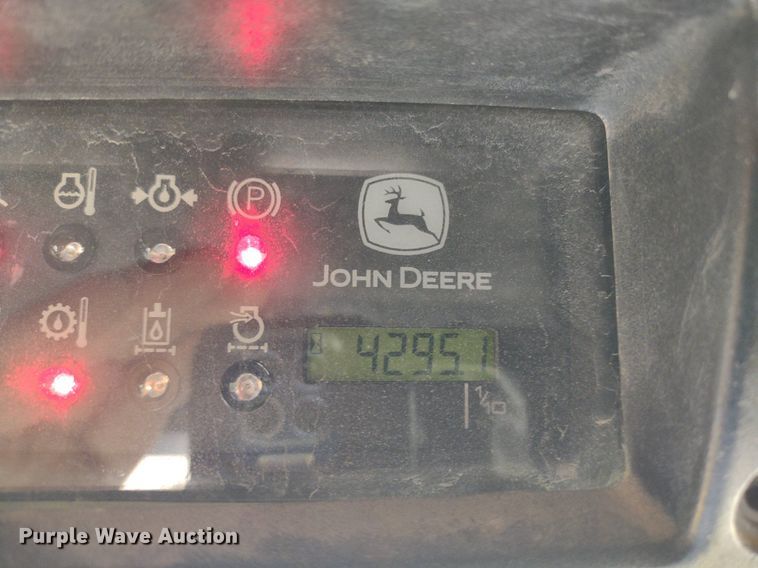 P
JOHN DEERE
42951
1/10
Purple Wave Auction